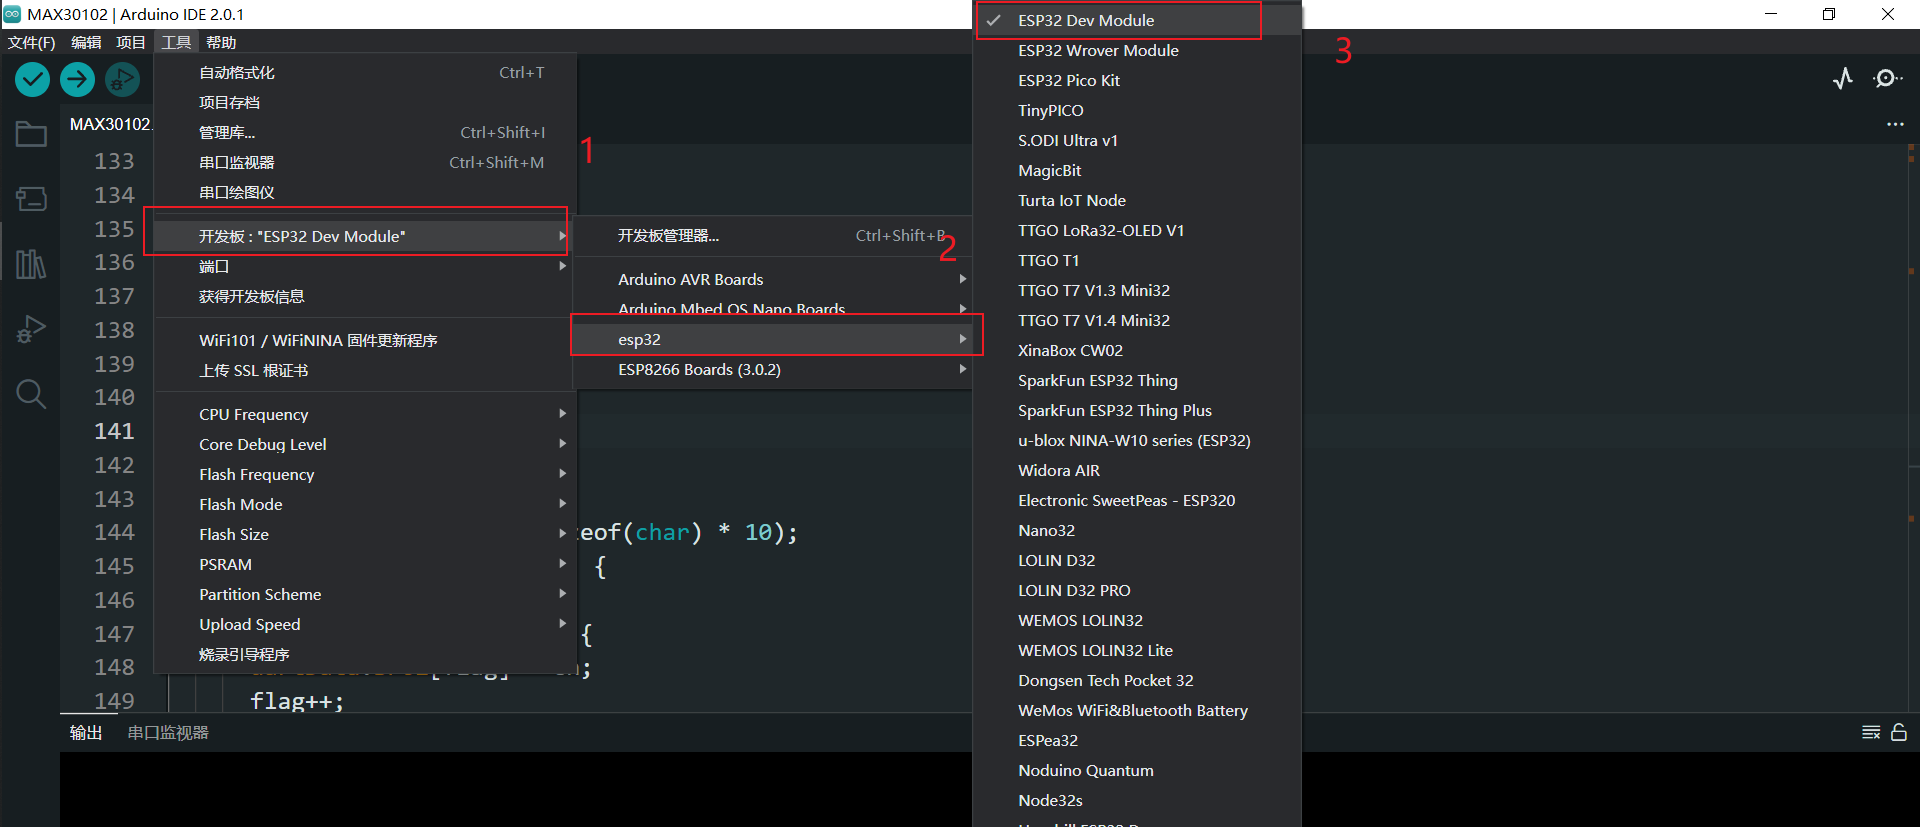 MAX30102 | Arduino IDE 2.0.1
文件(F) 编辑 项目 工具 帮助
MAX30102.
自动格式化 Ctrl+T
项目存档
管理库... Ctrl+Shift+I
串口监视器 Ctrl+Shift+M
串口绘图仪
1
开发板 : "ESP32 Dev Module"
端口
获得开发板信息
WiFi101 / WiFiNINA 固件更新程序
上传 SSL 根证书
CPU Frequency
Core Debug Level
Flash Frequency
Flash Mode
Flash Size
PSRAM
Partition Scheme
Upload Speed
烧录引导程序
开发板管理器... Ctrl+Shift+B
2
Arduino AVR Boards
Arduino Mbed OS Nano Boards
esp32
ESP8266 Boards (3.0.2)
ESP32 Dev Module
3
ESP32 Wrover Module
ESP32 Pico Kit
TinyPICO
S.ODI Ultra v1
MagicBit
Turta IoT Node
TTGO LoRa32-OLED V1
TTGO T1
TTGO T7 V1.3 Mini32
TTGO T7 V1.4 Mini32
XinaBox CW02
SparkFun ESP32 Thing
SparkFun ESP32 Thing Plus
u-blox NINA-W10 series (ESP32)
Widora AIR
Electronic SweetPeas - ESP320
Nano32
LOLIN D32
LOLIN D32 PRO
WEMOS LOLIN32
WEMOS LOLIN32 Lite
Dongsen Tech Pocket 32
WeMos WiFi&Bluetooth Battery
ESPea32
Noduino Quantum
Node32s
133
134
135
136
137
138
139
140
141
142
143
144 eof(char) * 10);
145 {
146
147 {
148 ;
149 flag++;
输出 串口监视器